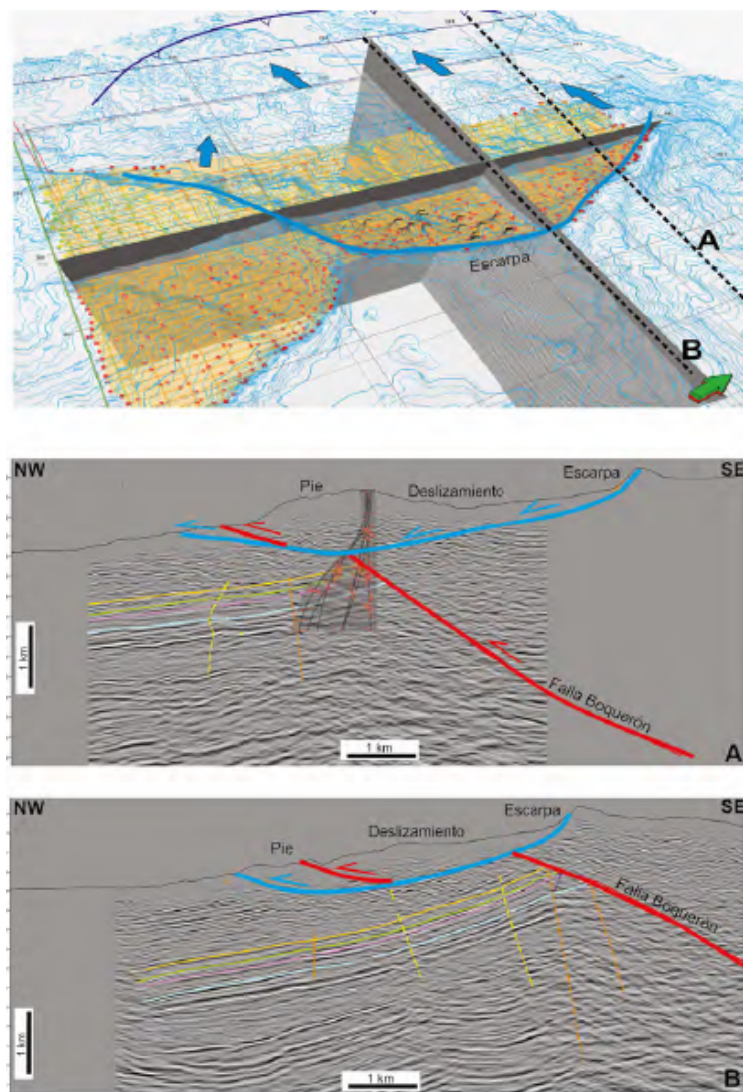 A
Escarpa
B
NW
SE
Escarpa
Pie
Deslizamiento
1 km
Falla Boquerón
1 km
A
NW
SE
Escarpa
Deslizamiento
Pie
Falla Boquerón
1 km
1 km
B